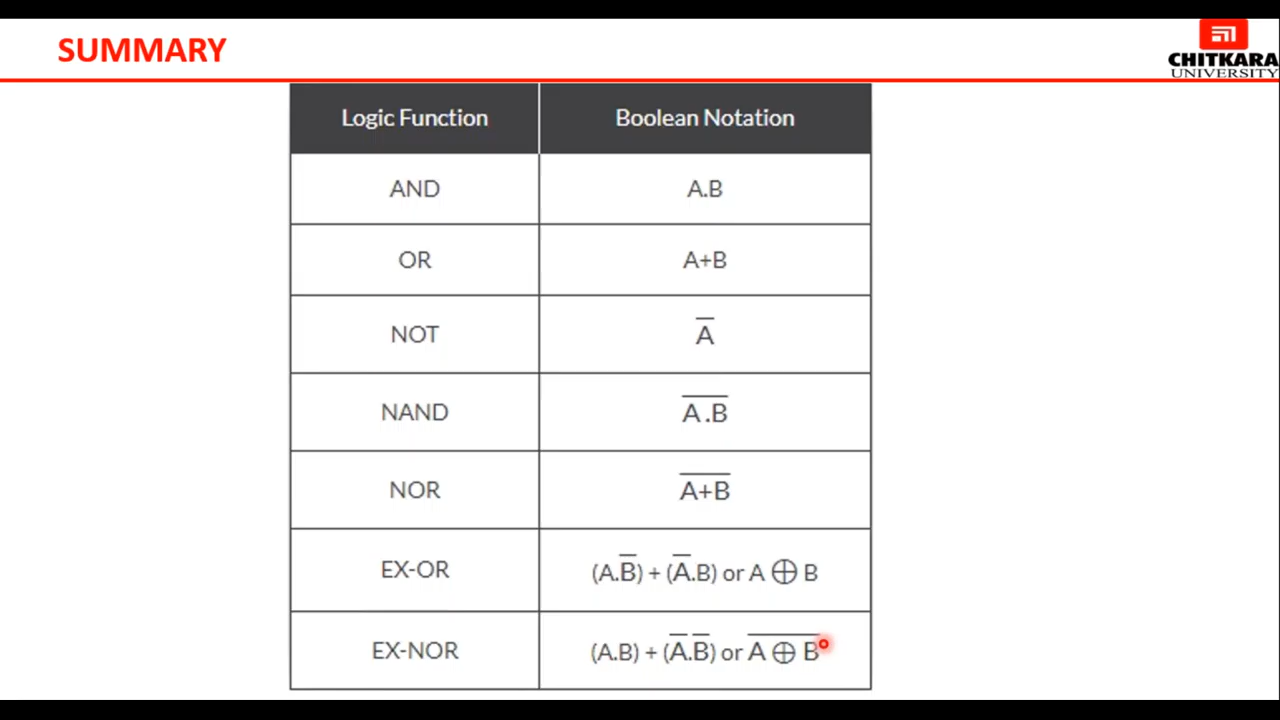 SUMMARY
CHITKARA
UNIVERSITY
Logic Function Boolean Notation
AND A.B
OR A+B
NOT A̅
NAND A̅ ̅.̅B̅
NOR A̅+̅B̅
EX-OR (A.B̅) + (A̅.B) or A ⊕ B
EX-NOR (A.B) + (A̅.B̅) or A̅ ̅⊕̅ ̅B̅